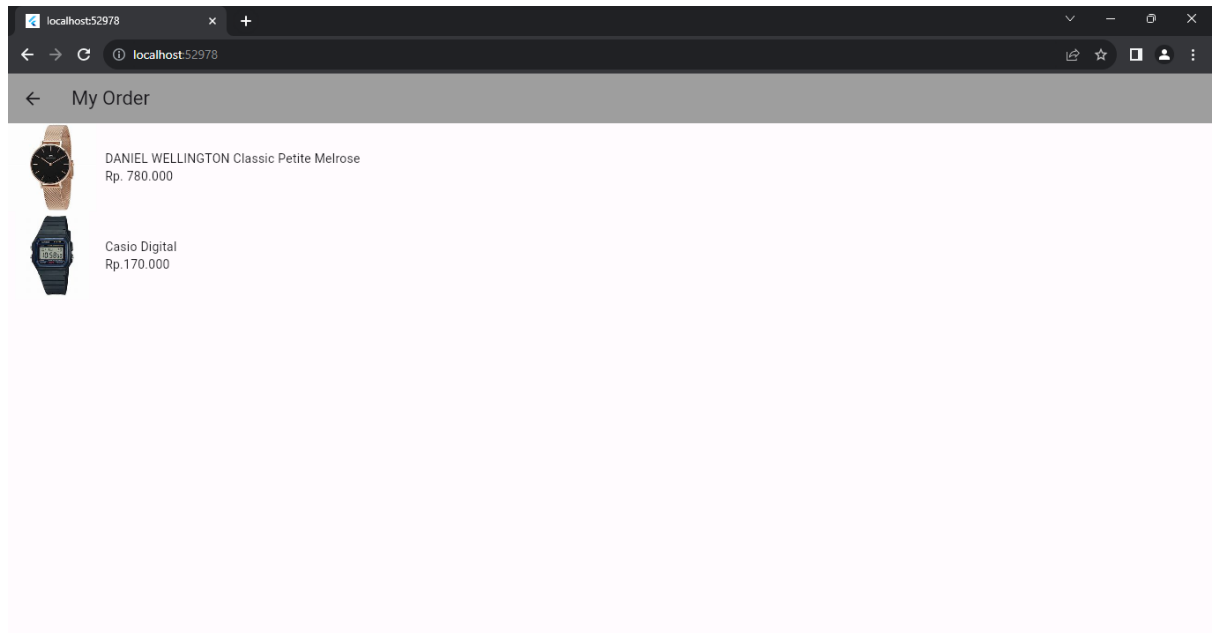 localhost:52978
localhost:52978
My Order
DANIEL WELLINGTON Classic Petite Melrose
Rp. 780.000
Casio Digital
Rp.170.000